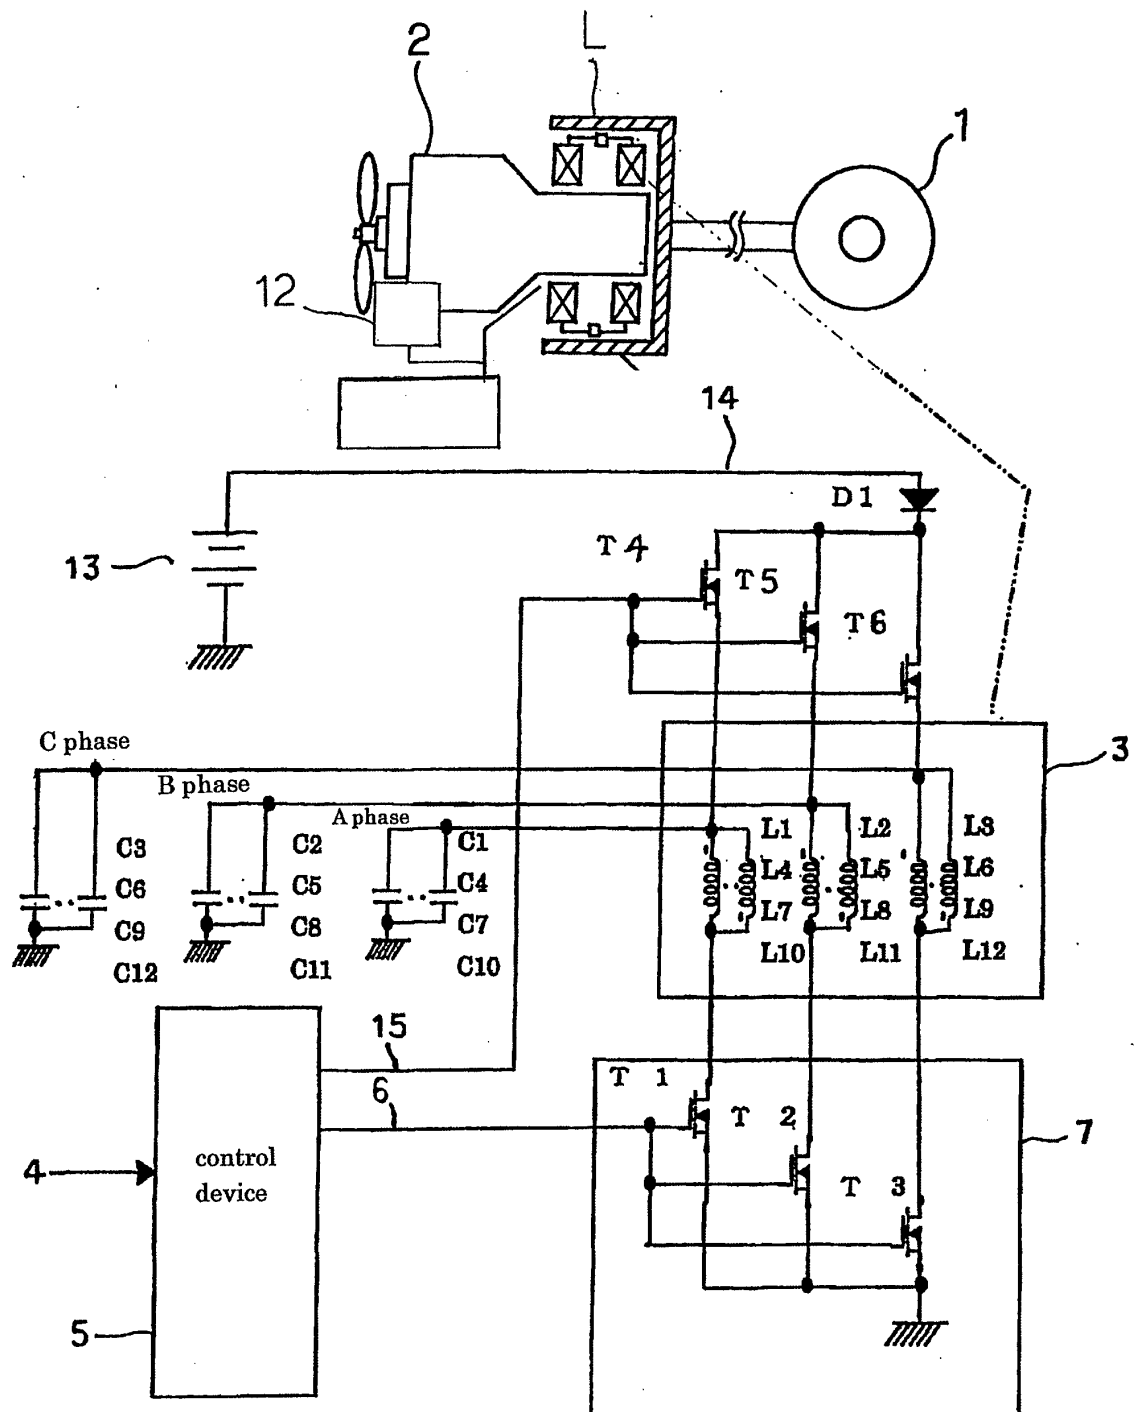 L
2
1
12
14
D1
T4
T5
13
T6
C phase
3
B phase
A phase
L1 L2 L3
C3 C2 C1
L4 L5 L6
C6 C5 C4
L7 L8 L9
C9 C8 C7
L10 L11 L12
C12 C11 C10
15
T 1
6
T 2
7
control
4
device
T 3
5